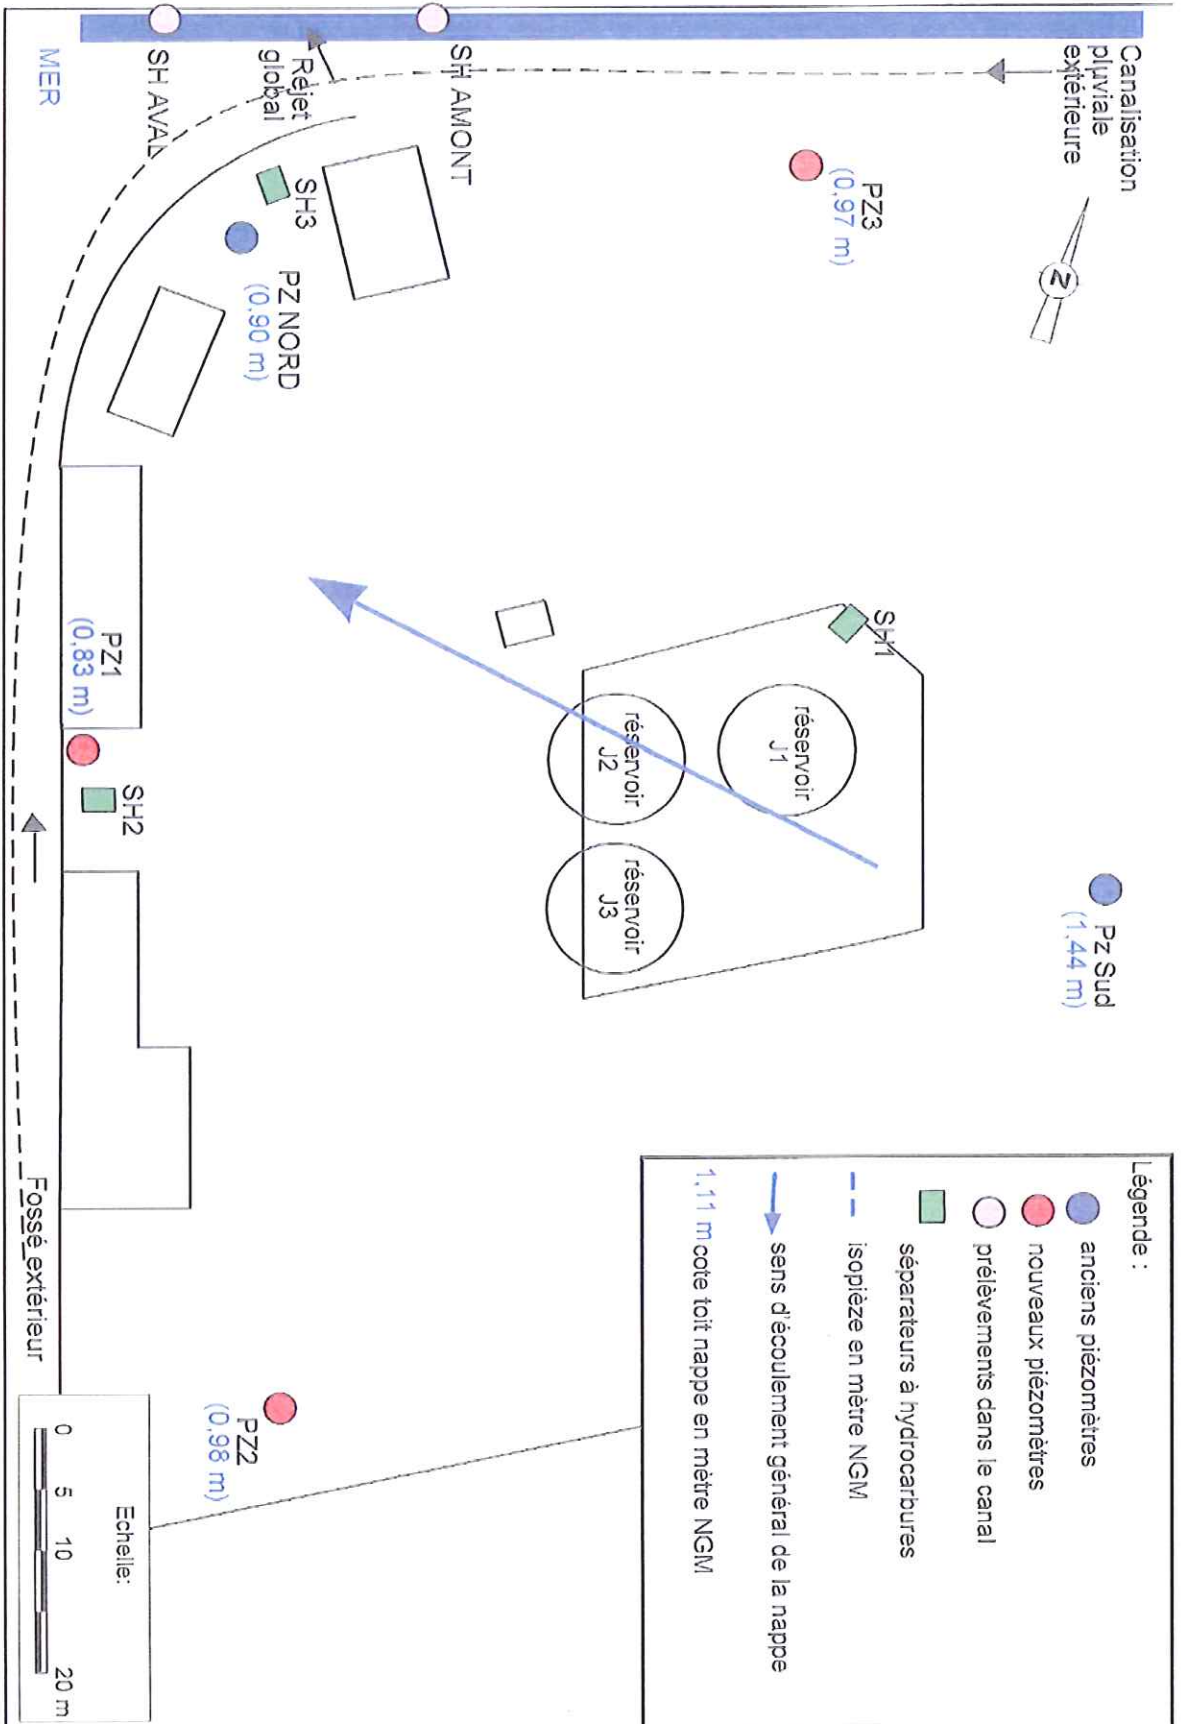 Canalisation
pluviale
extérieure
PZ3
(0,97 m)
Z
SH AMONT
Rejet
global
SH AVAL
MER
SH3
PZ NORD
(0,90 m)
SH1
réservoir
J1
réservoir
J2
réservoir
J3
Pz Sud
(1,44 m)
PZ1
(0,83 m)
SH2
Fossé extérieur
PZ2
(0,98 m)
Légende :
anciens piézomètres
nouveaux piézomètres
prélèvements dans le canal
séparateurs à hydrocarbures
isopièze en mètre NGM
sens d'écoulement général de la nappe
1,11 m cote toit nappe en mètre NGM
Echelle:
0 5 10 20 m